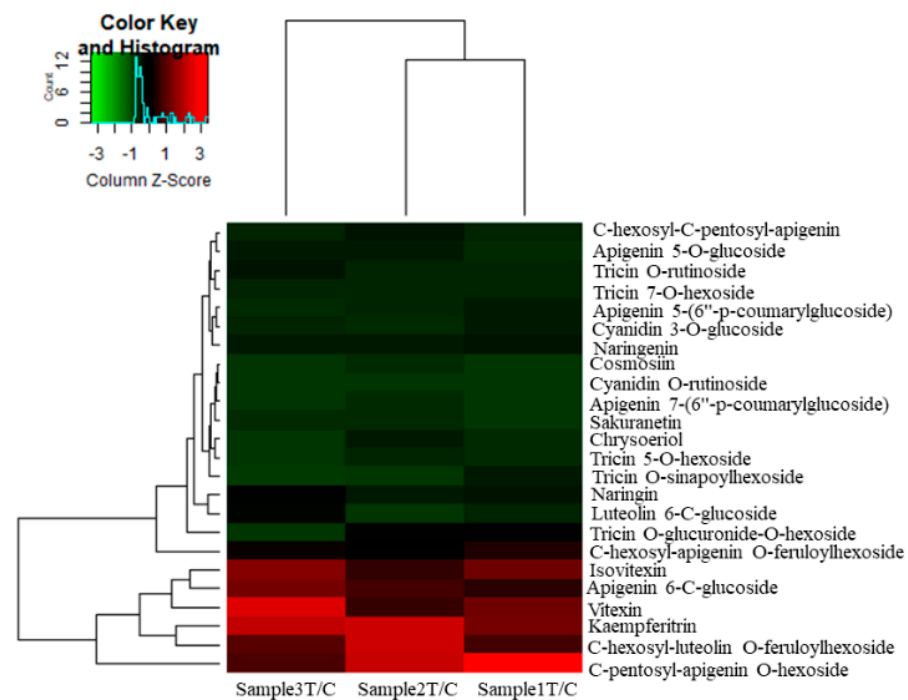 Color Key
and Histogram
Count
0 6 12
-3 -1 1 3
Column Z-Score
C-hexosyl-C-pentosyl-apigenin
Apigenin 5-O-glucoside
Tricin O-rutinoside
Tricin 7-O-hexoside
Apigenin 5-(6"-p-coumarylglucoside)
Cyanidin 3-O-glucoside
Naringenin
Cosmosiin
Cyanidin O-rutinoside
Apigenin 7-(6"-p-coumarylglucoside)
Sakuranetin
Chrysoeriol
Tricin 5-O-hexoside
Tricin O-sinapoylhexoside
Naringin
Luteolin 6-C-glucoside
Tricin O-glucuronide-O-hexoside
C-hexosyl-apigenin O-feruloylhexoside
Isovitexin
Apigenin 6-C-glucoside
Vitexin
Kaempferitrin
C-hexosyl-luteolin O-feruloylhexoside
C-pentosyl-apigenin O-hexoside
Sample3T/C Sample2T/C Sample1T/C